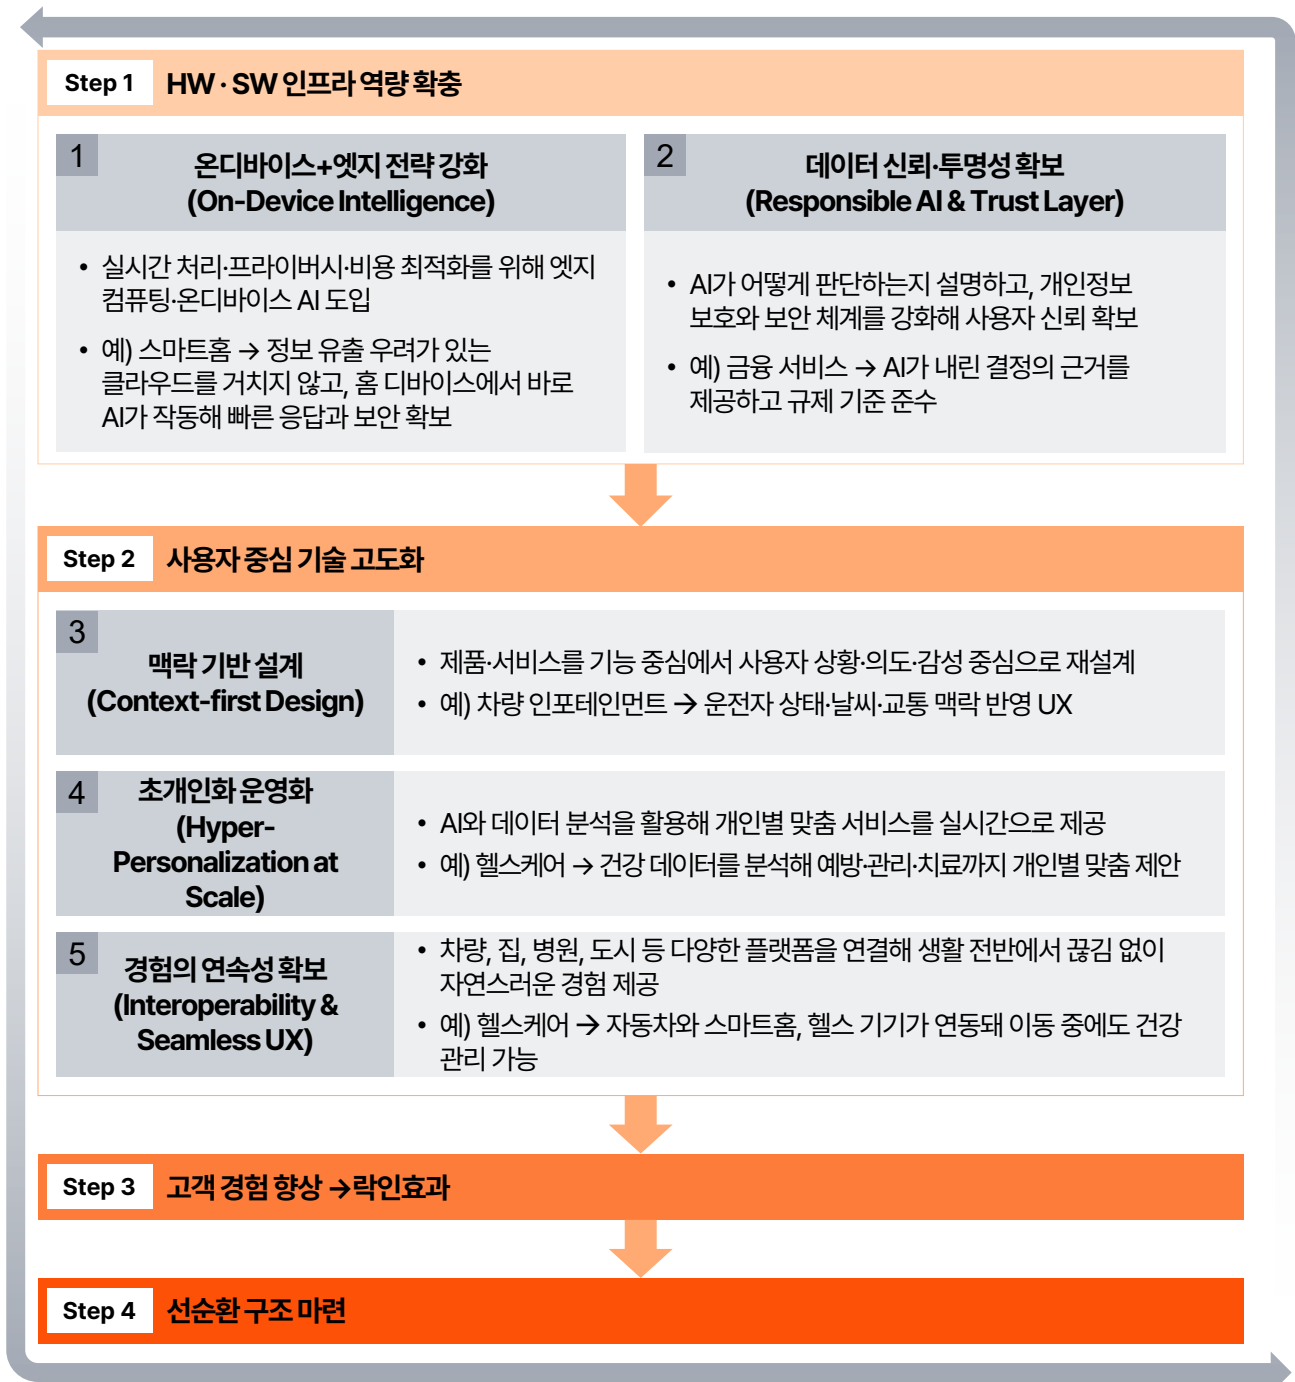 Step 1
HW · SW 인프라 역량 확충
1
온디바이스+엣지 전략 강화
(On-Device Intelligence)
• 실시간 처리·프라이버시·비용 최적화를 위해 엣지
컴퓨팅·온디바이스 AI 도입
• 예) 스마트홈 → 정보 유출 우려가 있는
클라우드를 거치지 않고, 홈 디바이스에서 바로
AI가 작동해 빠른 응답과 보안 확보
2
데이터 신뢰·투명성 확보
(Responsible AI & Trust Layer)
• AI가 어떻게 판단하는지 설명하고, 개인정보
보호와 보안 체계를 강화해 사용자 신뢰 확보
• 예) 금융 서비스 → AI가 내린 결정의 근거를
제공하고 규제 기준 준수
Step 2
사용자 중심 기술 고도화
3
맥락 기반 설계
(Context-first Design)
• 제품·서비스를 기능 중심에서 사용자 상황·의도·감성 중심으로 재설계
• 예) 차량 인포테인먼트 → 운전자 상태·날씨·교통 맥락 반영 UX
4
초개인화 운영화
(Hyper-
Personalization at
Scale)
• AI와 데이터 분석을 활용해 개인별 맞춤 서비스를 실시간으로 제공
• 예) 헬스케어 → 건강 데이터를 분석해 예방·관리·치료까지 개인별 맞춤 제안
5
경험의 연속성 확보
(Interoperability &
Seamless UX)
• 차량, 집, 병원, 도시 등 다양한 플랫폼을 연결해 생활 전반에서 끊김 없이
자연스러운 경험 제공
• 예) 헬스케어 → 자동차와 스마트홈, 헬스 기기가 연동돼 이동 중에도 건강
관리 가능
Step 3
고객 경험 향상 →락인효과
Step 4
선순환 구조 마련